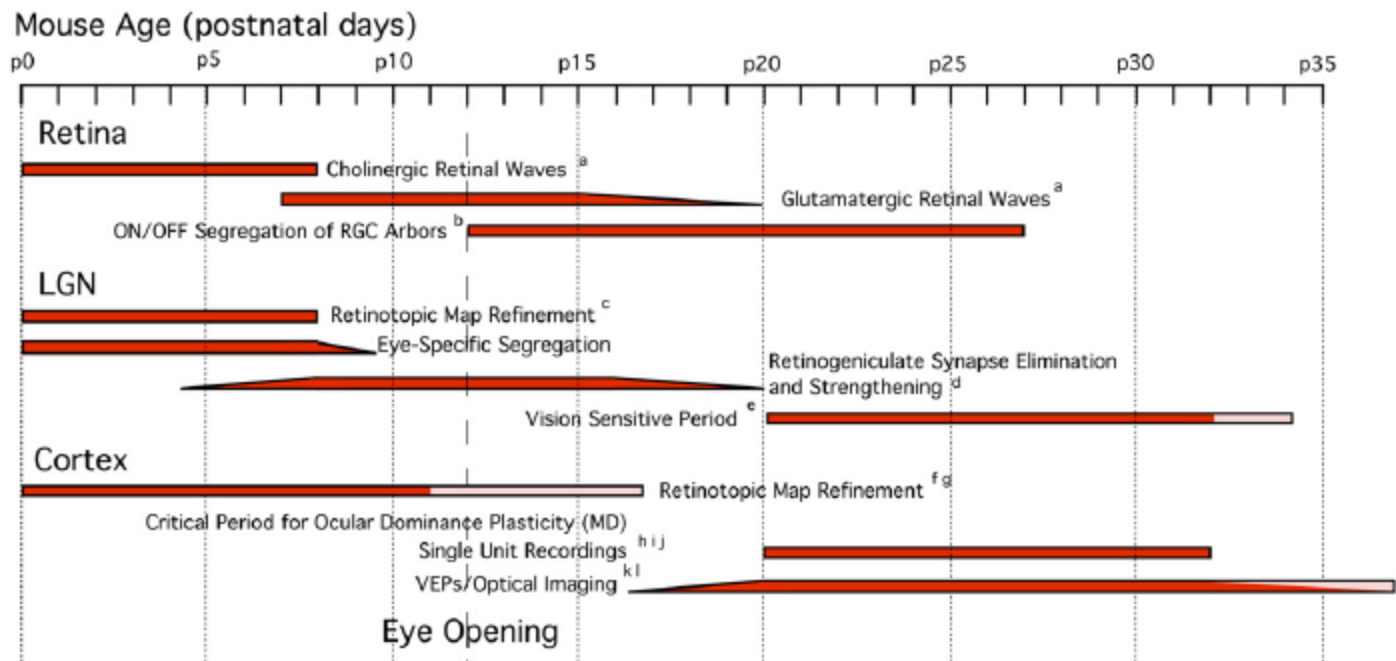 Mouse Age (postnatal days)
p0 p5 p10 p15 p20 p25 p30 p35
Retina
Cholinergic Retinal Waves a
Glutamatergic Retinal Waves a
ON/OFF Segregation of RGC Arbors b
LGN
Retinotopic Map Refinement c
Eye-Specific Segregation
Retinogeniculate Synapse Elimination
and Strengthening d
Vision Sensitive Period e
Cortex
Retinotopic Map Refinement f g
Critical Period for Ocular Dominance Plasticity (MD)
Single Unit Recordings h i j
VEPs/Optical Imaging k l
Eye Opening